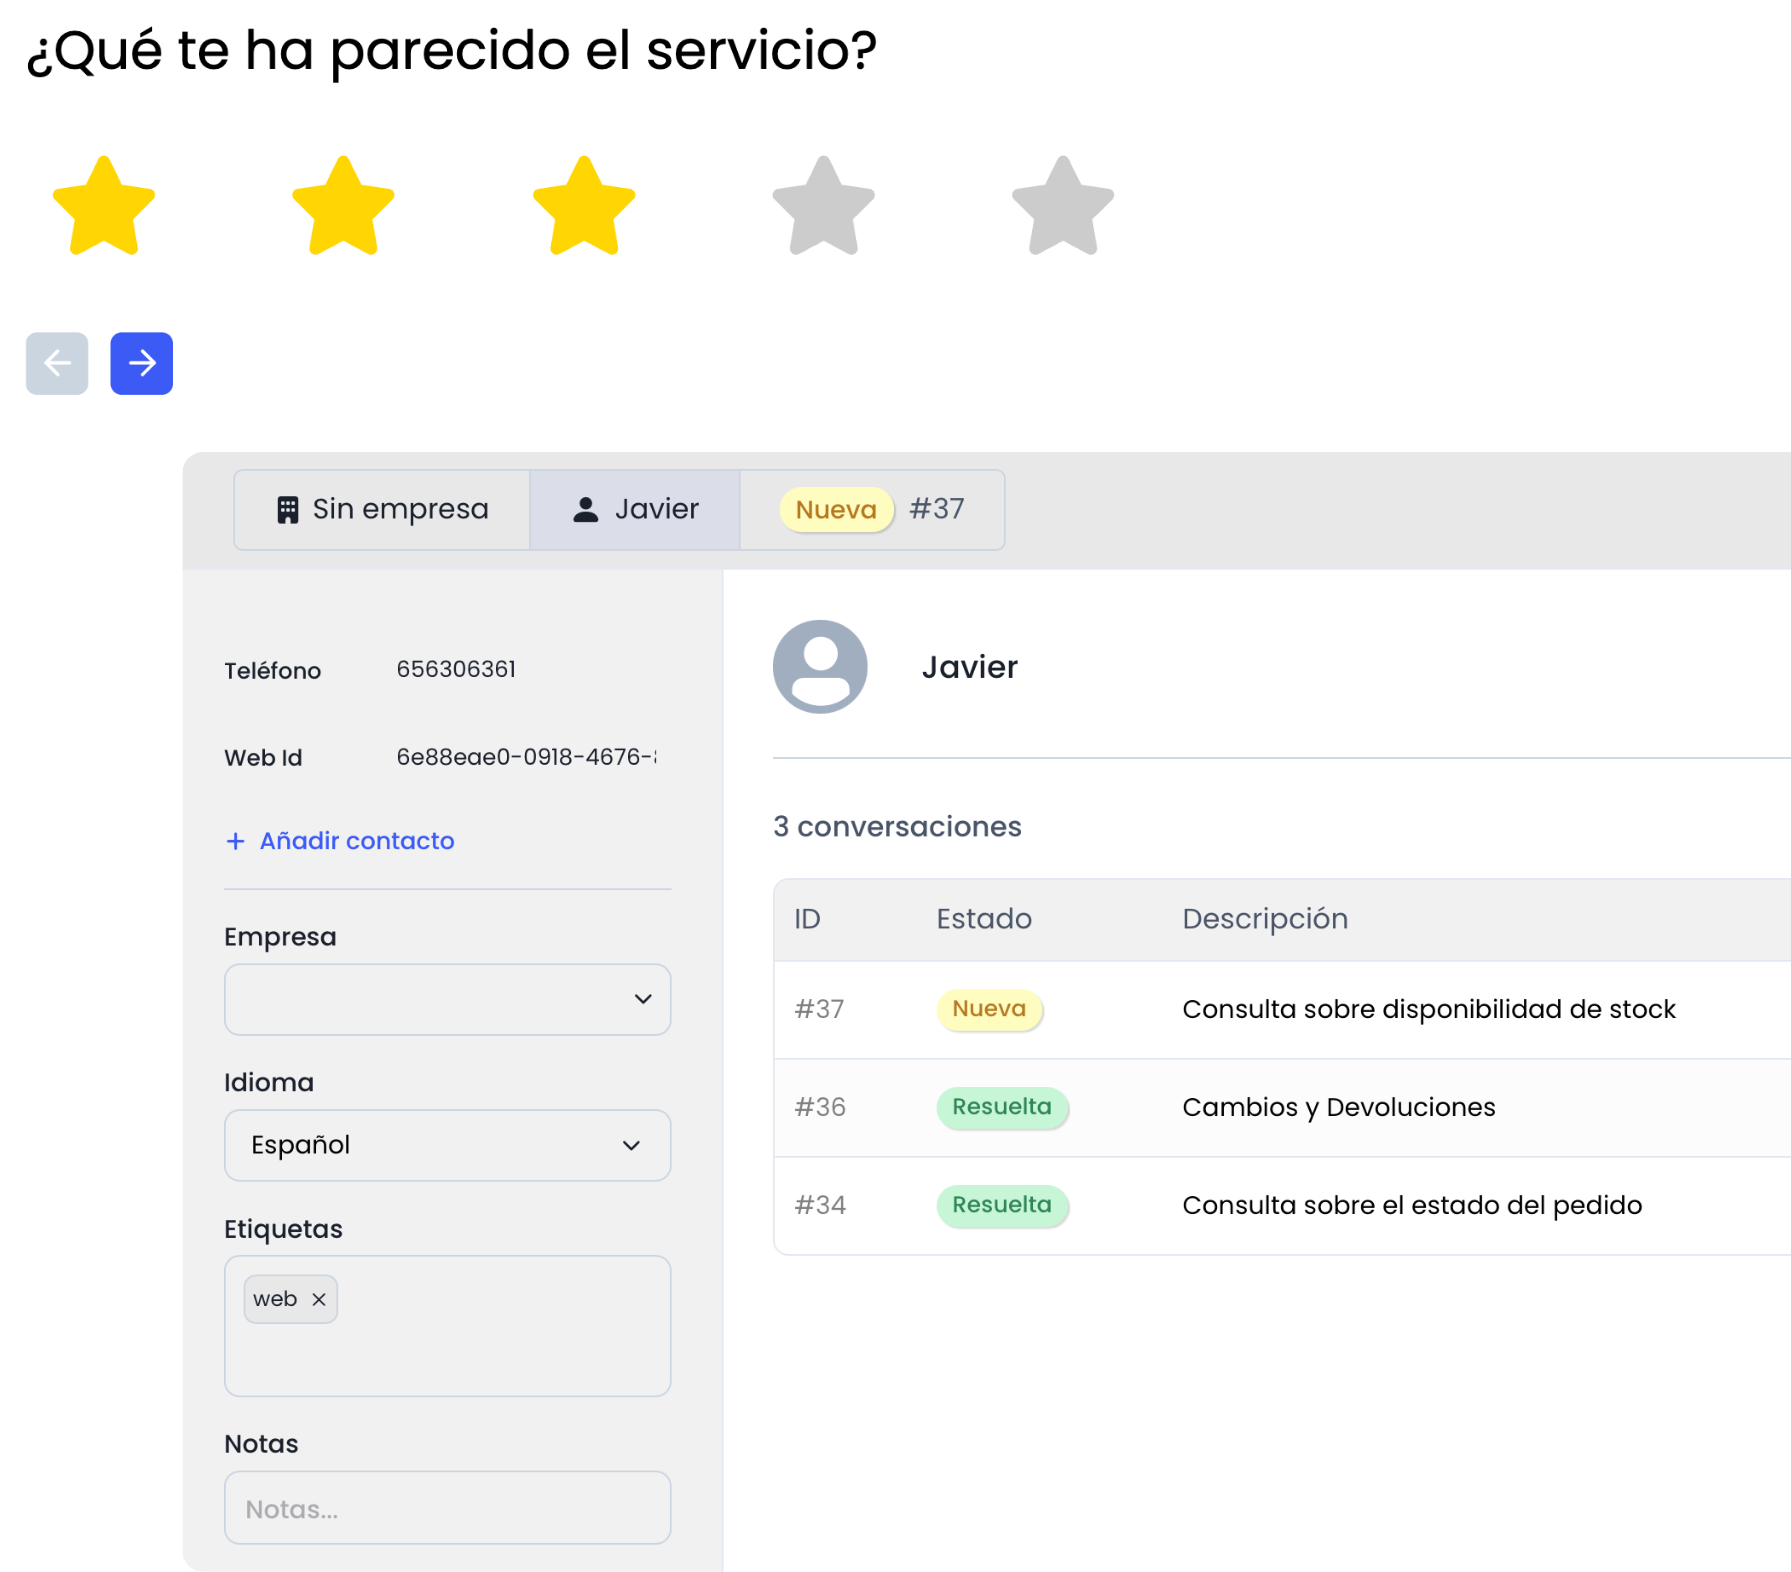 ¿Qué te ha parecido el servicio?
Sin empresa
Javier
Nueva #37
Teléfono 656306361
Web Id 6e88eae0-0918-4676-
+ Añadir contacto
Empresa
Idioma
Español
Etiquetas
web ×
Notas
Notas...
Javier
3 conversaciones
ID Estado Descripción
#37 Nueva Consulta sobre disponibilidad de stock
#36 Resuelta Cambios y Devoluciones
#34 Resuelta Consulta sobre el estado del pedido